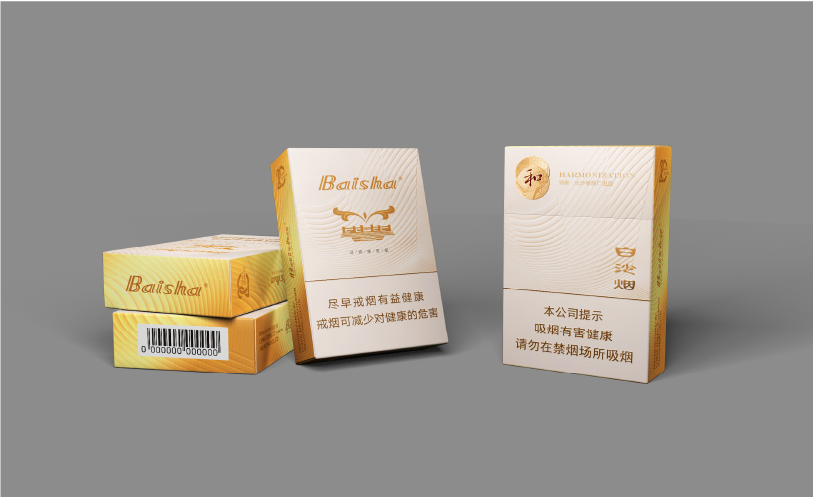 Baisha
0 000000 000000
Baisha
尽早戒烟有益健康
戒烟可减少对健康的危害
和
HARMONIZATION
白沙烟
本公司提示
吸烟有害健康
请勿在禁烟场所吸烟